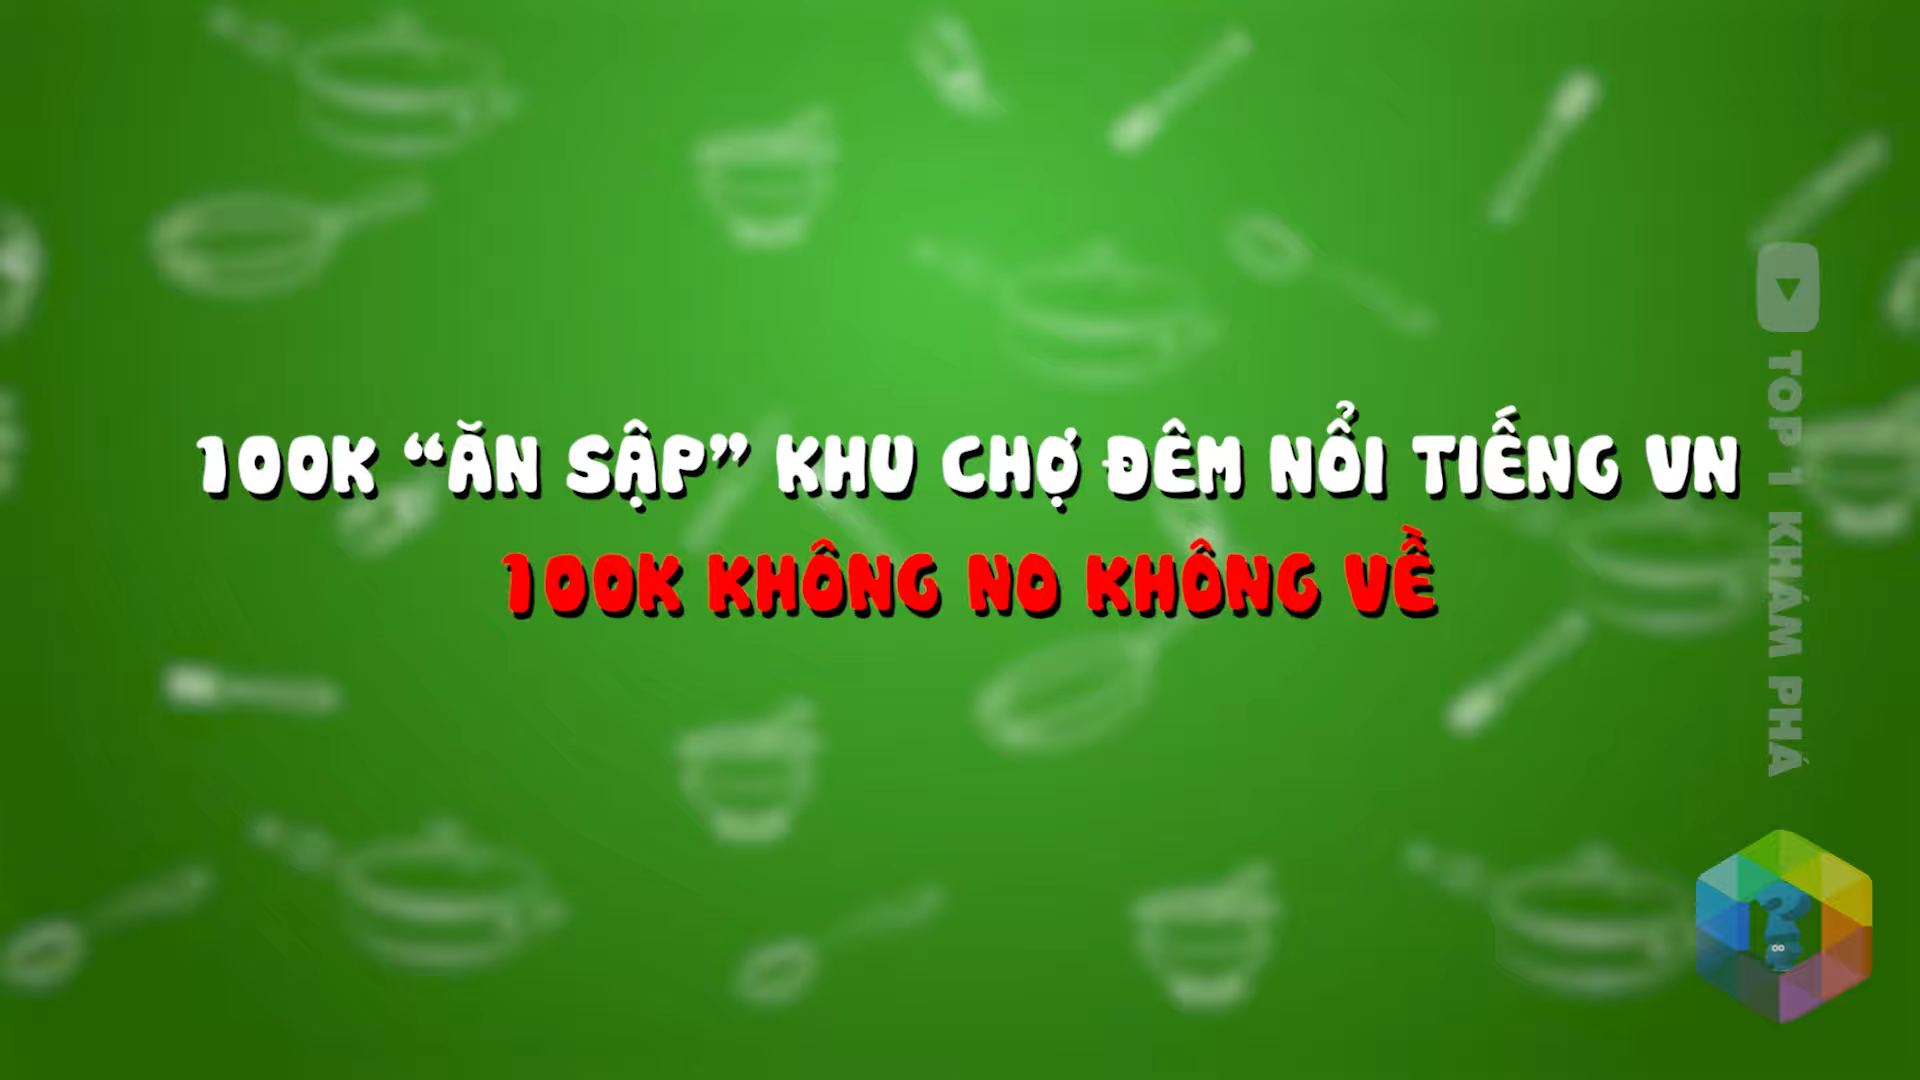 100K “ĂN SẬP” KHU CHỢ ĐÊM NỔI TIẾNG VN
100K KHÔNG NO KHÔNG VỀ
TOP 1 KHÁM PHÁ